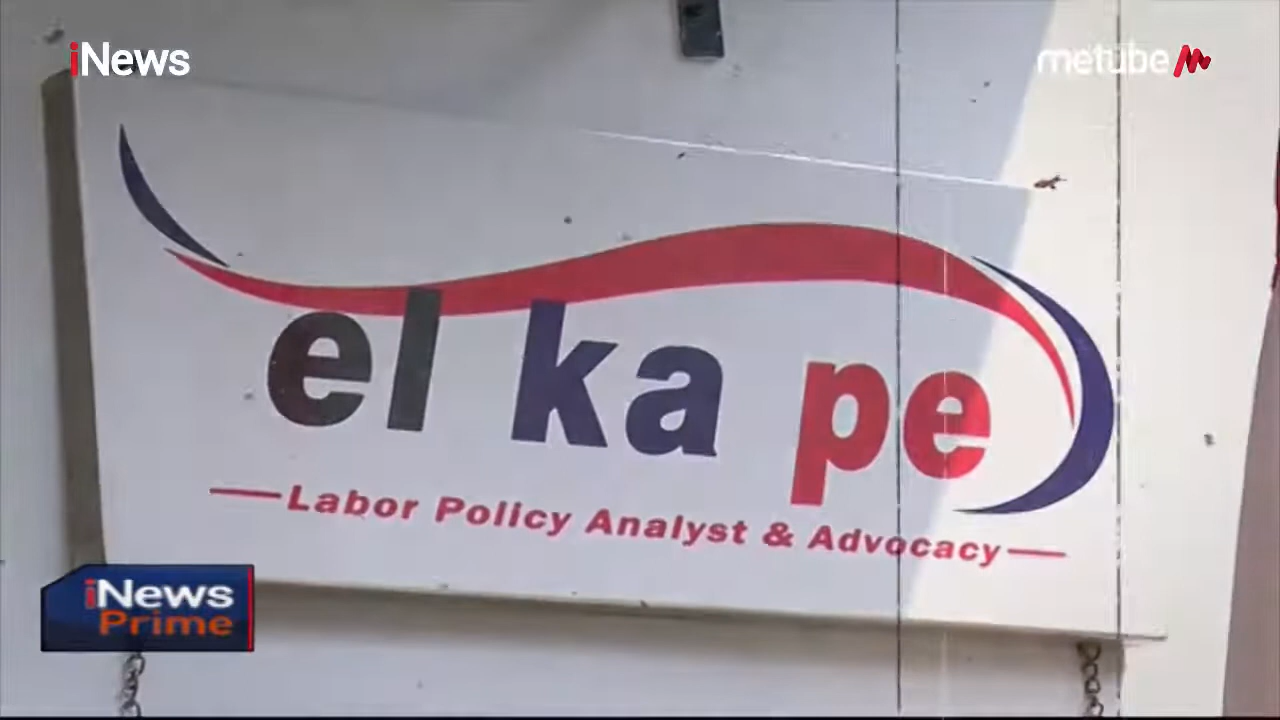 iNews
metube
el ka pe
Labor Policy Analyst & Advocacy
iNews
Prime